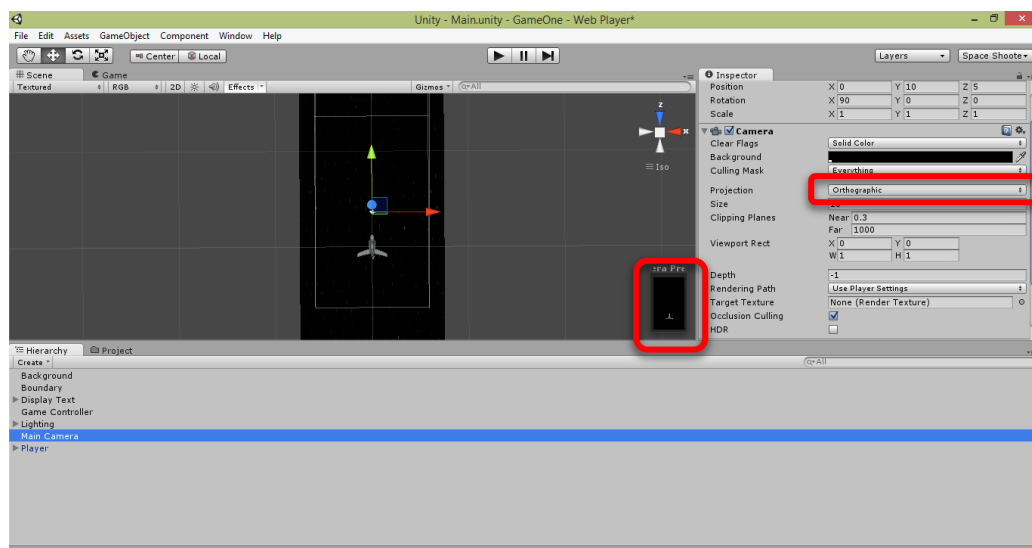 Unity - Main.unity - GameOne - Web Player*
File Edit Assets GameObject Component Window Help
Center Local
Layers
Space Shoote
Scene Game
Textured RGB 2D Effects Gizmos All
z
x
Iso
era Pre
Inspector
Position X 0 Y 10 Z 5
Rotation X 90 Y 0 Z 0
Scale X 1 Y 1 Z 1
Camera
Clear Flags Solid Color
Background
Culling Mask Everything
Projection Orthographic
Size
Clipping Planes Near 0.3
Far 1000
Viewport Rect X 0 Y 0
W 1 H 1
Depth -1
Rendering Path Use Player Settings
Target Texture None (Render Texture)
Occlusion Culling
HDR
Hierarchy Project
Create All
Background
Boundary
Display Text
Game Controller
Lighting
Main Camera
Player